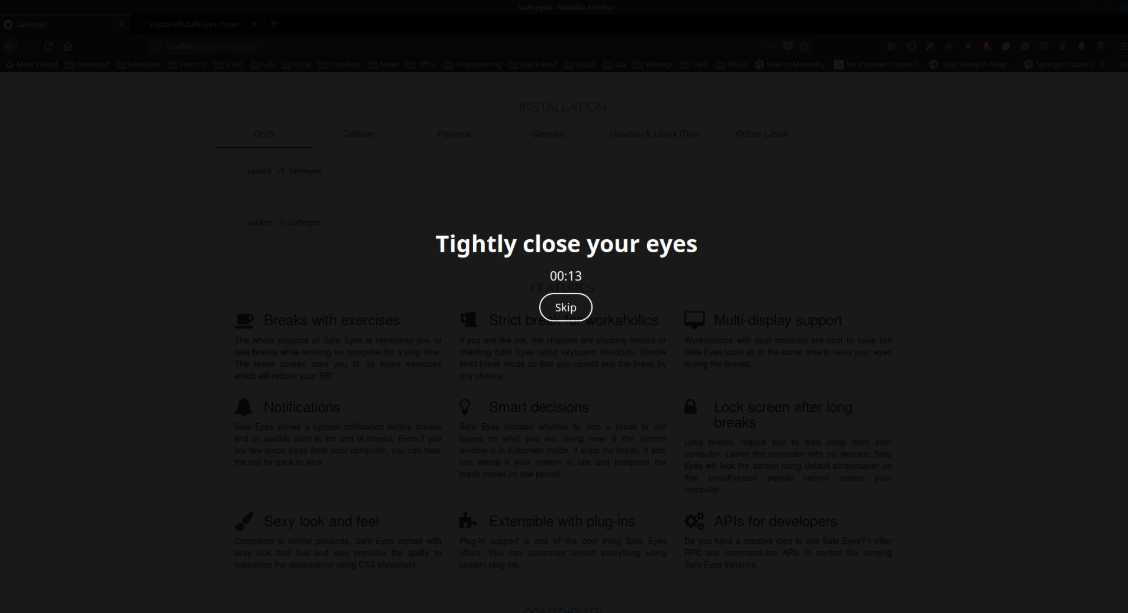 Safeeyes - Mozilla Firefox
Safeeyes
localhost
INSTALLATION
Arch Debian Fedora Gentoo Ubuntu & Linux Mint Other Linux
yaourt -S safeeyes
packer -S safeeyes
Tightly close your eyes
00:13
FEATURES
Skip
Breaks with exercises
The whole purpose of Safe Eyes is reminding you to
take breaks while working on computer for a long time.
The break screen asks you to do some exercises
which will reduce your RSI.
Strict break for workaholics
If you are like me, the chances are skipping breaks or
cheating Safe Eyes using keyboard shortcuts. Enable
strict break mode so that you cannot skip the break by
any chance.
Multi-display support
Workstations with dual monitors are cool to have but
Safe Eyes locks all at the same time to relax your eyes
during the breaks.
Notifications
Safe Eyes shows a system notification before breaks
and an audible alert at the end of breaks. Even if you
are few steps away from your computer, you can hear
the call for back to work.
Smart decisions
Safe Eyes decides whether to skip a break or not
based on what you are doing now. If the current
window is in fullscreen mode, it skips the break. It also
can sense if your system is idle and postpone the
break based on idle period.
Lock screen after long
breaks
Long breaks require you to walk away from your
computer. Leave the computer with no worries; Safe
Eyes will lock the screen using default screensaver so
that unauthorized people cannot access your
computer.
Sexy look and feel
Compared to similar products, Safe Eyes comes with
sexy look and feel and also provides the ability to
customize the appearance using CSS stylesheet.
Extensible with plug-ins
Plug-in support is one of the cool thing Safe Eyes
offers. You can customize almost everything using
custom plug-ins.
APIs for developers
Do you have a creative idea to use Safe Eyes? I offer
RPC and command-line APIs to control the running
Safe Eyes instance.
CONTRIBUTE